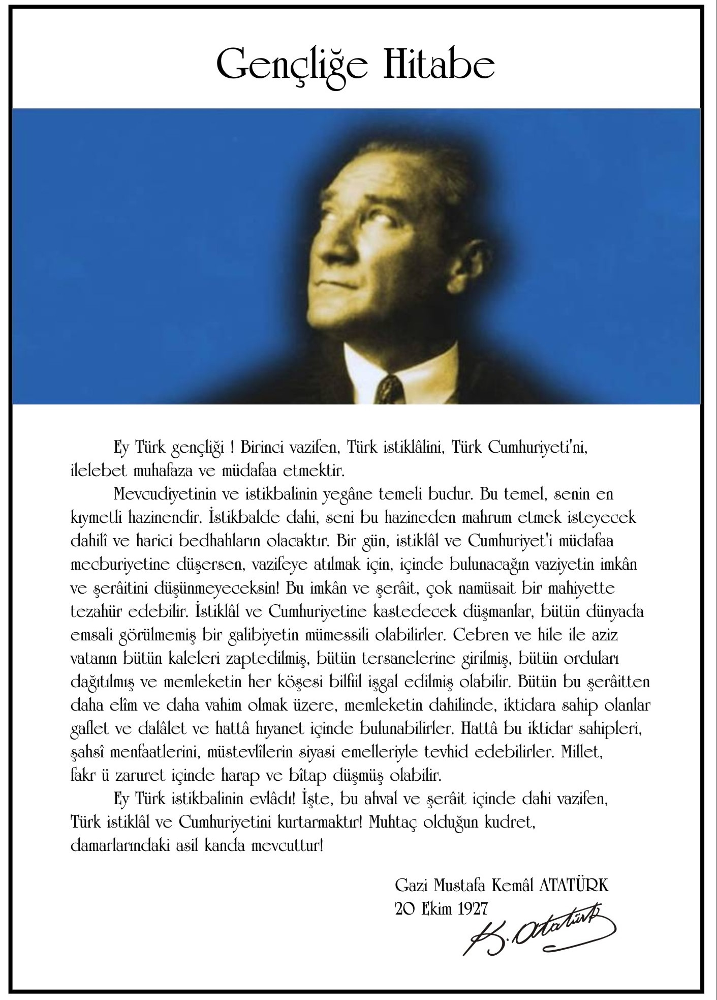 Gençliğe Hitabe
Ey Türk gençliği ! Birinci vazifen, Türk istiklâlini, Türk Cumhuriyeti'ni,
ilelebet muhafaza ve müdafaa etmektir.
Mevcudiyetinin ve istikbalinin yegâne temeli budur. Bu temel, senin en
kıymetli hazinendir. İstikbalde dahi, seni bu hazineden mahrum etmek isteyecek
dahilî ve harici bedhahların olacaktır. Bir gün, istiklâl ve Cumhuriyet'i müdafaa
mecburiyetine düşersen, vazifeye atılmak için, içinde bulunacağın vaziyetin imkân
ve şerâitini düşünmeyeceksin! Bu imkân ve şerâit, çok namüsait bir mahiyette
tezahür edebilir. İstiklâl ve Cumhuriyetine kastedecek düşmanlar, bütün dünyada
emsali görülmemiş bir galibiyetin mümessili olabilirler. Cebren ve hile ile aziz
vatanın bütün kaleleri zaptedilmiş, bütün tersanelerine girilmiş, bütün orduları
dağıtılmış ve memleketin her köşesi bilfiil işgal edilmiş olabilir. Bütün bu şerâitten
daha elîm ve daha vahim olmak üzere, memleketin dahilinde, iktidara sahip olanlar
gaflet ve dalâlet ve hattâ hıyanet içinde bulunabilirler. Hattâ bu iktidar sahipleri,
şahsî menfaatlerini, müstevlîlerin siyasi emelleriyle tevhid edebilirler. Millet,
fakr ü zaruret içinde harap ve bîtap düşmüş olabilir.
Ey Türk istikbalinin evlâdı! İşte, bu ahval ve şerâit içinde dahi vazifen,
Türk istiklâl ve Cumhuriyetini kurtarmaktır! Muhtaç olduğun kudret,
damarlarındaki asil kanda mevcuttur!
Gazi Mustafa Kemâl ATATÜRK
20 Ekim 1927
K. Atatürk